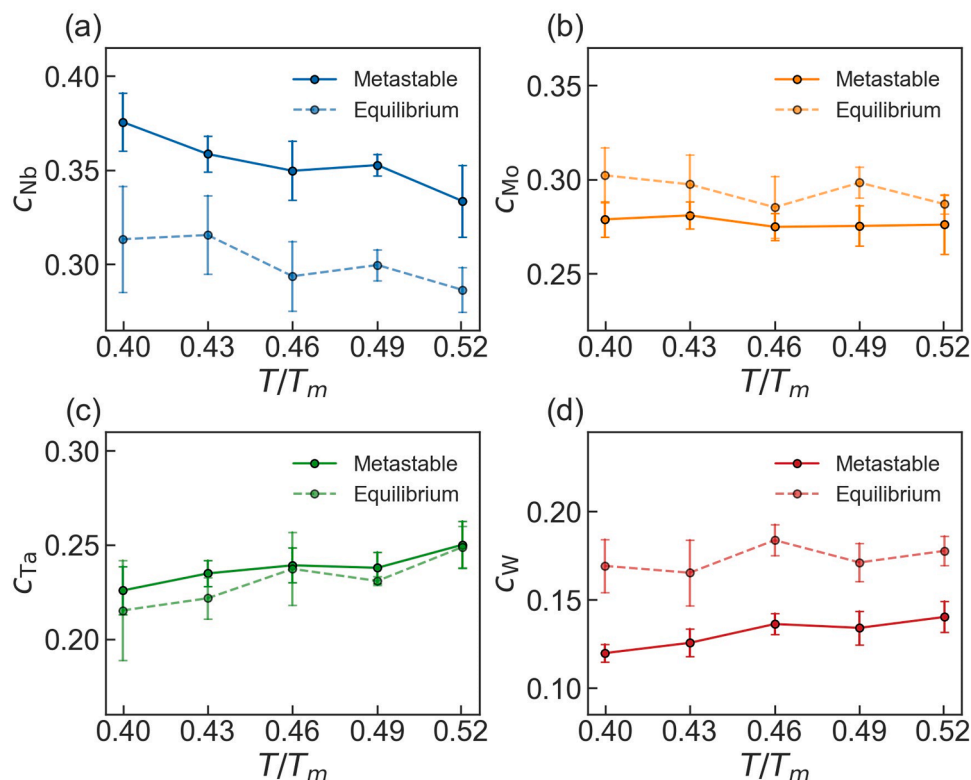 (a)
0.40
0.35
0.30
c_Nb
Metastable
Equilibrium
0.40 0.43 0.46 0.49 0.52
T/T_m
(b)
0.35
0.30
0.25
c_Mo
Metastable
Equilibrium
0.40 0.43 0.46 0.49 0.52
T/T_m
(c)
0.30
0.25
0.20
c_Ta
Metastable
Equilibrium
0.40 0.43 0.46 0.49 0.52
T/T_m
(d)
0.20
0.15
0.10
c_W
Metastable
Equilibrium
0.40 0.43 0.46 0.49 0.52
T/T_m